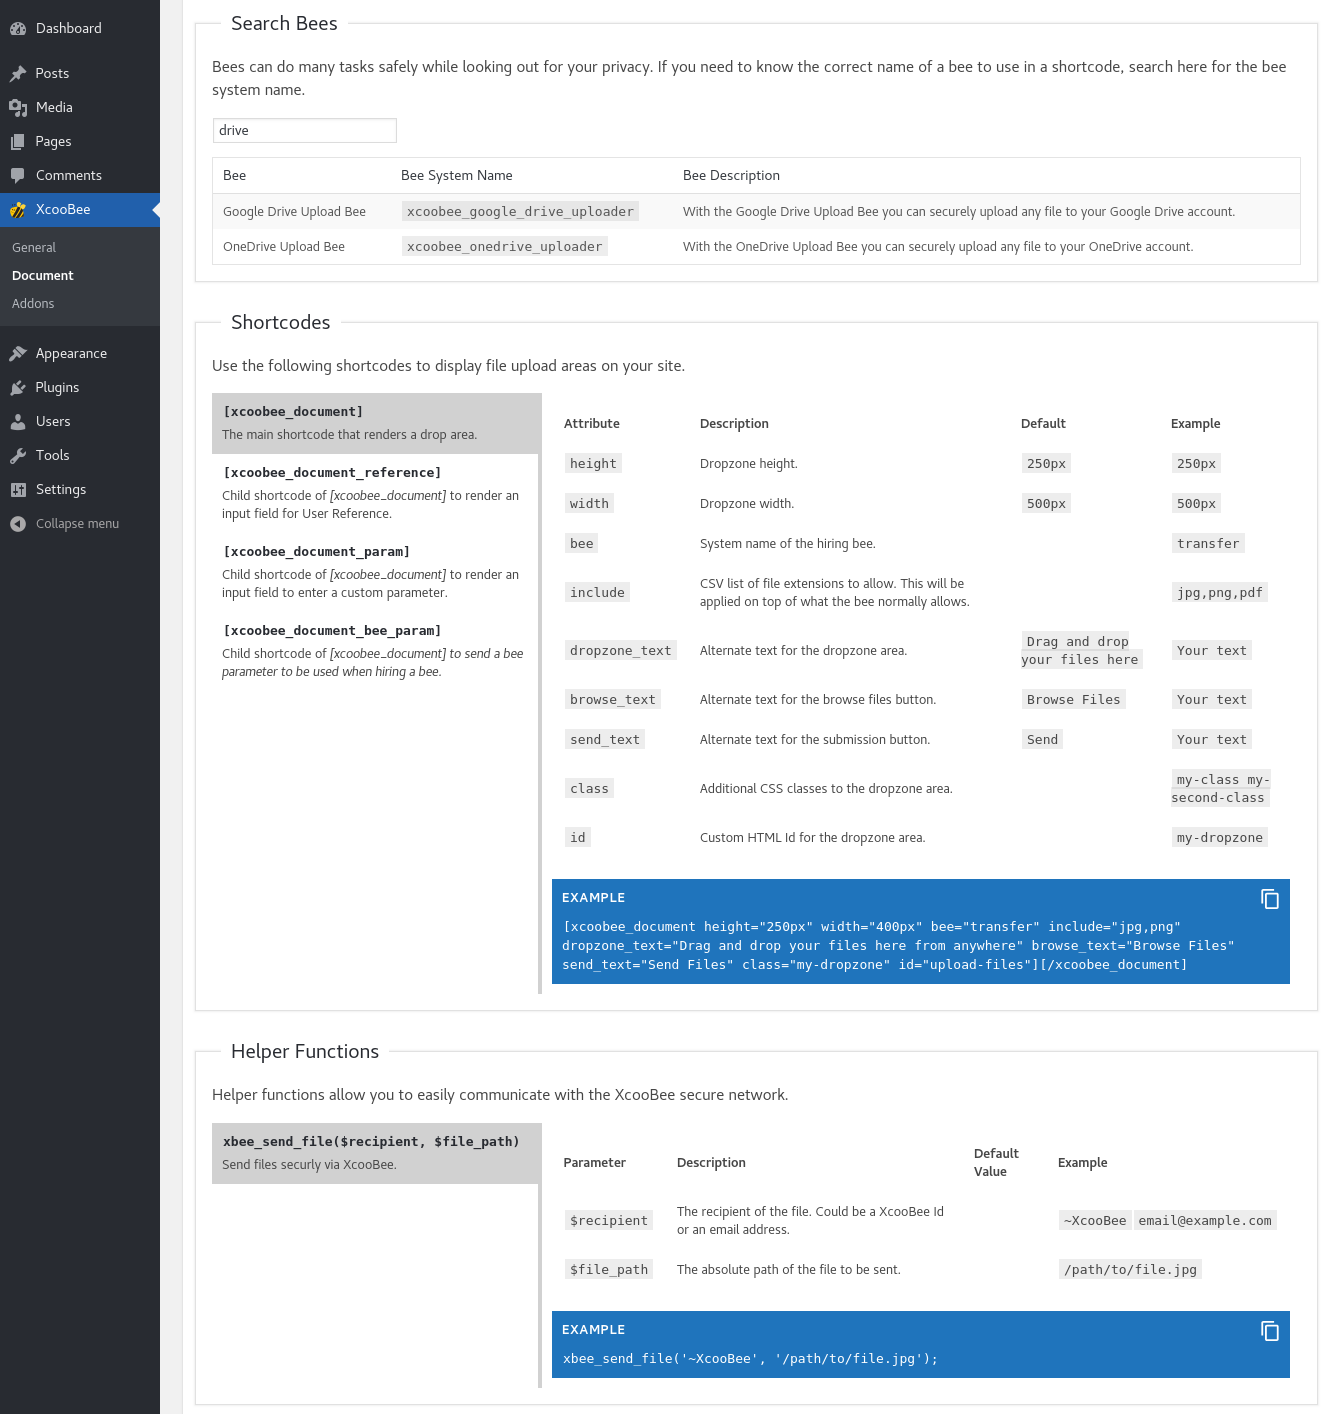 Dashboard
Posts
Media
Pages
Comments
XcooBee
General
Document
Addons
Appearance
Plugins
Users
Tools
Settings
Collapse menu
Search Bees
Bees can do many tasks safely while looking out for your privacy. If you need to know the correct name of a bee to use in a shortcode, search here for the bee
system name.
drive
Bee Bee System Name Bee Description
Google Drive Upload Bee xcoobee_google_drive_uploader With the Google Drive Upload Bee you can securely upload any file to your Google Drive account.
OneDrive Upload Bee xcoobee_onedrive_uploader With the OneDrive Upload Bee you can securely upload any file to your OneDrive account.
Shortcodes
Use the following shortcodes to display file upload areas on your site.
[xcoobee_document]
The main shortcode that renders a drop area.
[xcoobee_document_reference]
Child shortcode of [xcoobee_document] to render an
input field for User Reference.
[xcoobee_document_param]
Child shortcode of [xcoobee_document] to render an
input field to enter a custom parameter.
[xcoobee_document_bee_param]
Child shortcode of [xcoobee_document] to send a bee
parameter to be used when hiring a bee.
Attribute Description Default Example
height Dropzone height. 250px 250px
width Dropzone width. 500px 500px
bee System name of the hiring bee. transfer
include CSV list of file extensions to allow. This will be
applied on top of what the bee normally allows. jpg,png,pdf
dropzone_text Alternate text for the dropzone area. Drag and drop
your files here Your text
browse_text Alternate text for the browse files button. Browse Files Your text
send_text Alternate text for the submission button. Send Your text
class Additional CSS classes to the dropzone area. my-class my-
second-class
id Custom HTML Id for the dropzone area. my-dropzone
EXAMPLE
[xcoobee_document height="250px" width="400px" bee="transfer" include="jpg,png"
dropzone_text="Drag and drop your files here from anywhere" browse_text="Browse Files"
send_text="Send Files" class="my-dropzone" id="upload-files"][/xcoobee_document]
Helper Functions
Helper functions allow you to easily communicate with the XcooBee secure network.
xbee_send_file($recipient, $file_path)
Send files securly via XcooBee.
Parameter Description Default
Value Example
$recipient The recipient of the file. Could be a XcooBee Id
or an email address. ~XcooBee email@example.com
$file_path The absolute path of the file to be sent. /path/to/file.jpg
EXAMPLE
xbee_send_file('~XcooBee', '/path/to/file.jpg');